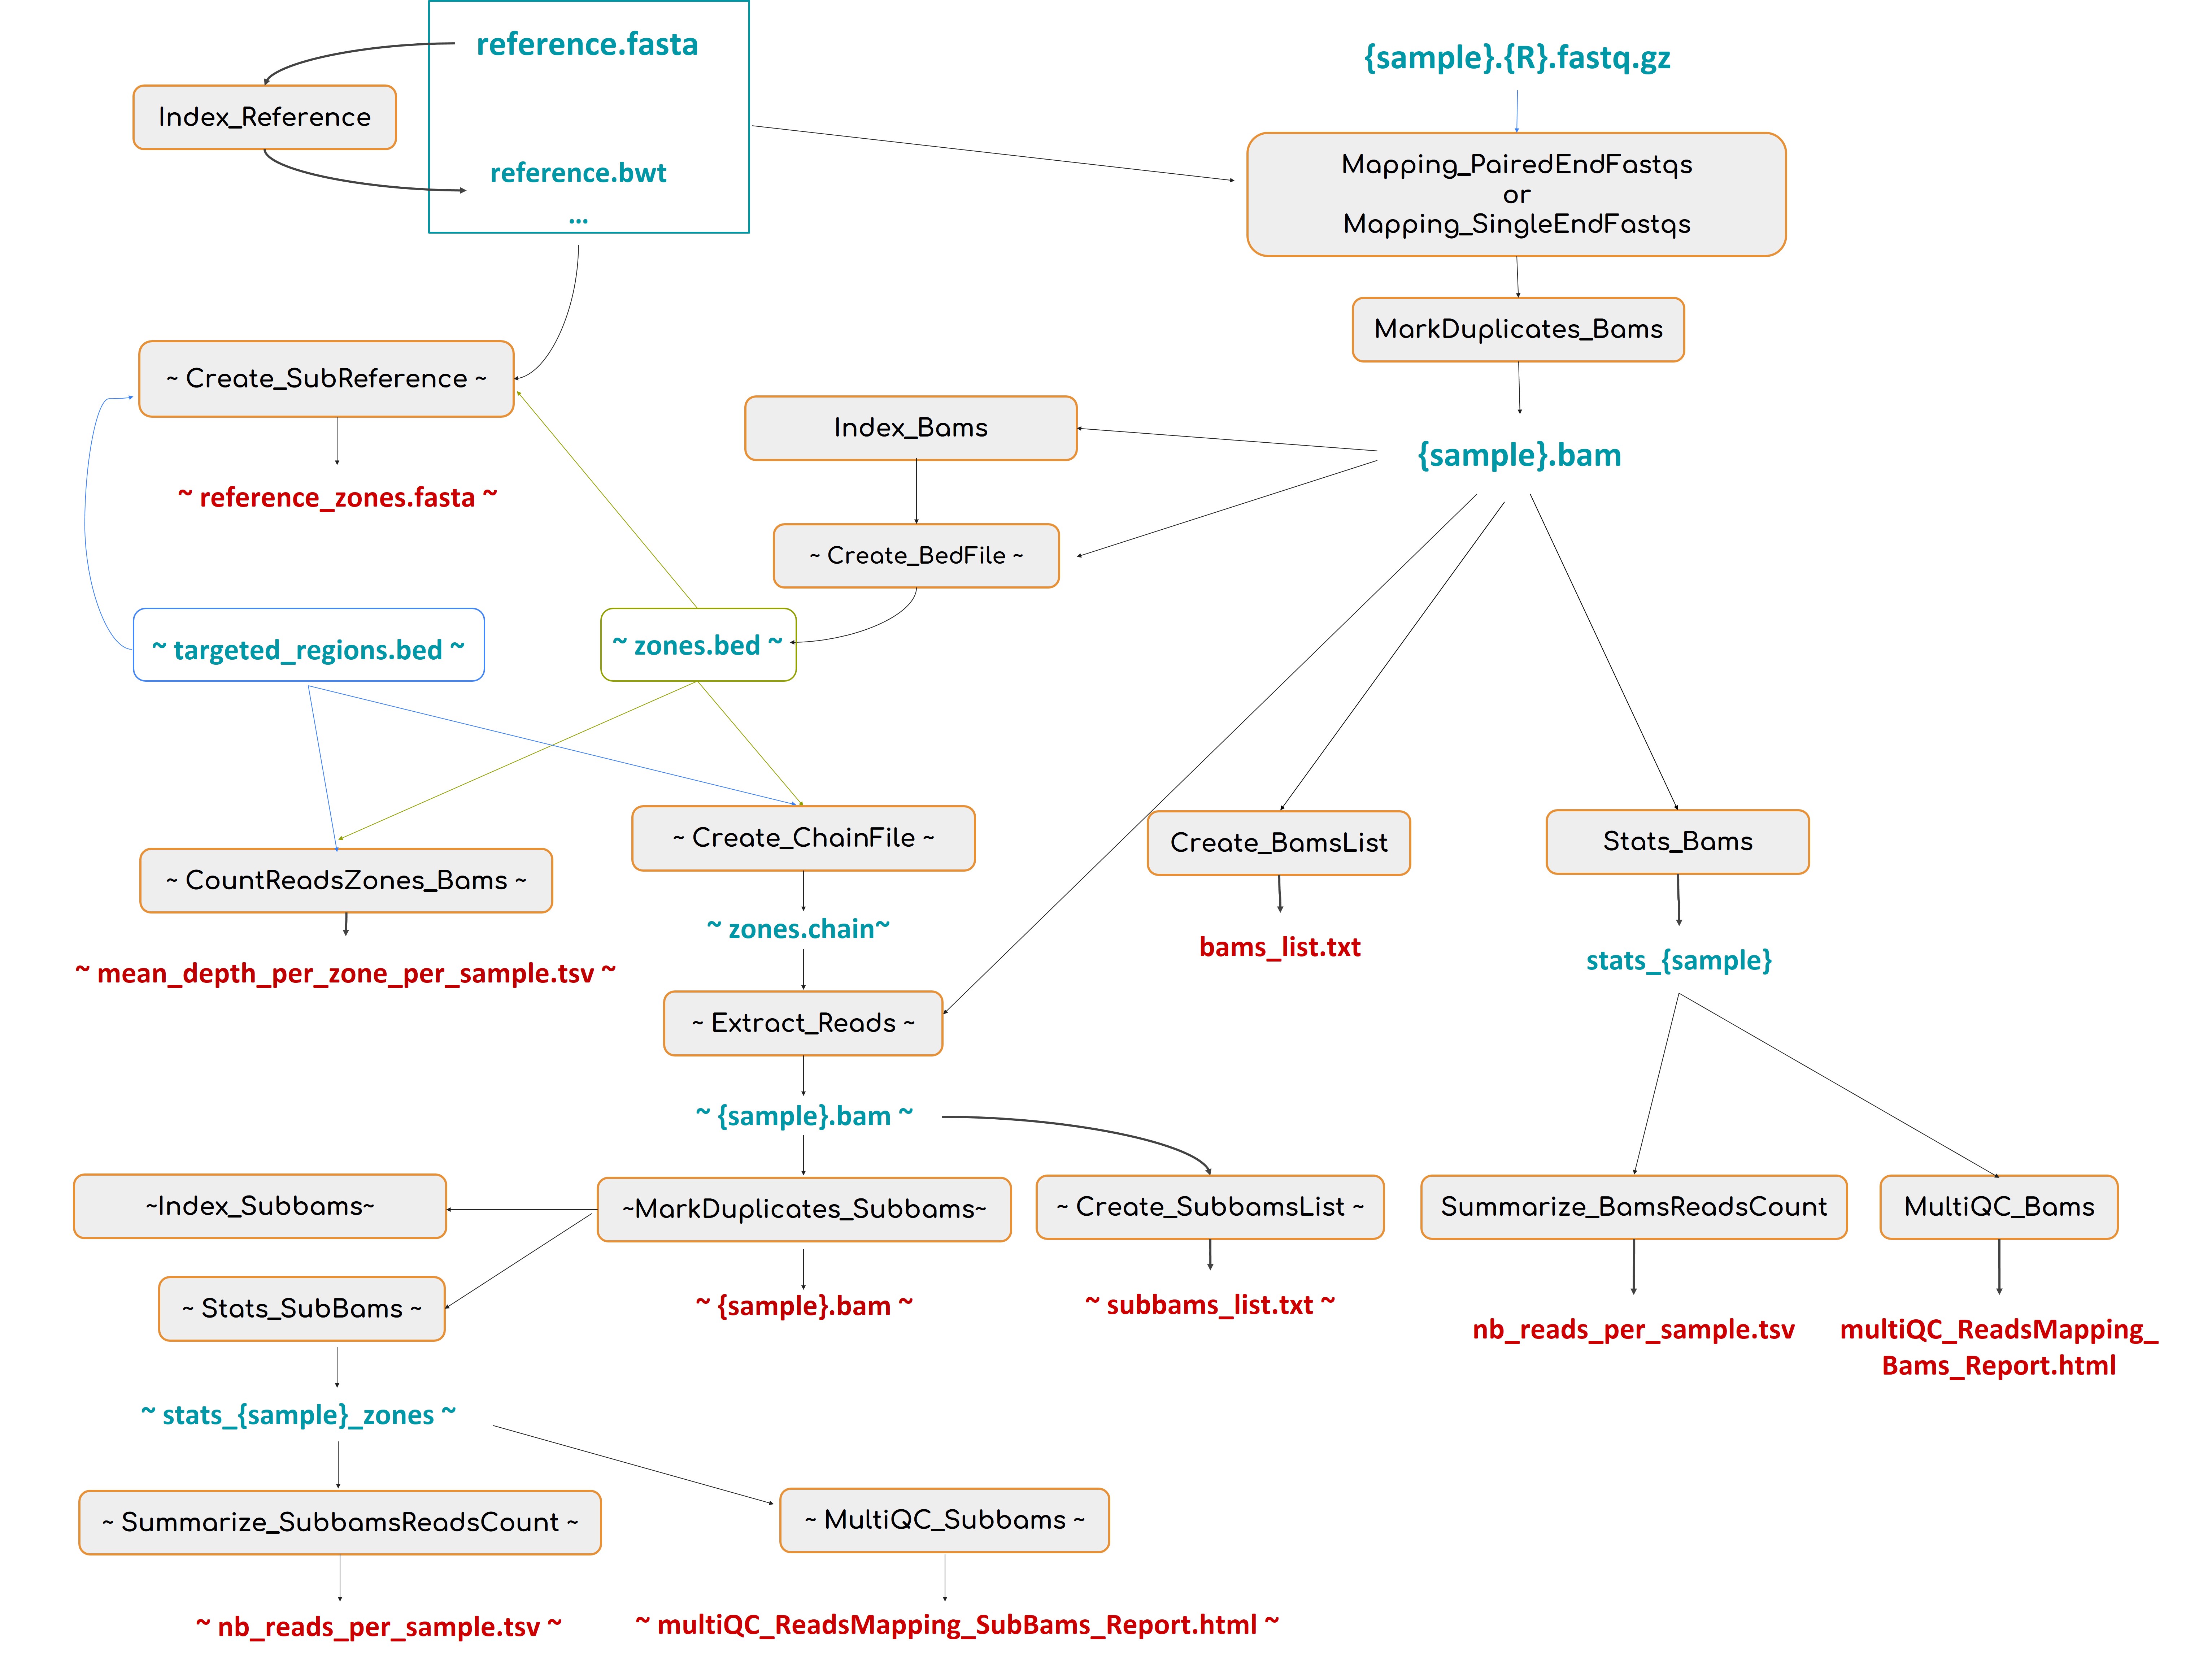 reference.fasta
{sample}.{R}.fastq.gz
Index_Reference
reference.bwt
...
Mapping_PairedEndFastqs
or
Mapping_SingleEndFastqs
MarkDuplicates_Bams
~ Create_SubReference ~
Index_Bams
{sample}.bam
~ reference_zones.fasta ~
~ Create_BedFile ~
~ targeted_regions.bed ~
~ zones.bed ~
~ Create_ChainFile ~
Create_BamsList
Stats_Bams
~ CountReadsZones_Bams ~
~ zones.chain~
bams_list.txt
stats_{sample}
~ mean_depth_per_zone_per_sample.tsv ~
~ Extract_Reads ~
~ {sample}.bam ~
~Index_Subbams~
~MarkDuplicates_Subbams~
~ Create_SubbamsList ~
Summarize_BamsReadsCount
MultiQC_Bams
~ Stats_SubBams ~
~ {sample}.bam ~
~ subbams_list.txt ~
nb_reads_per_sample.tsv
multiQC_ReadsMapping_
Bams_Report.html
~ stats_{sample}_zones ~
~ Summarize_SubbamsReadsCount ~
~ MultiQC_Subbams ~
~ nb_reads_per_sample.tsv ~
~ multiQC_ReadsMapping_SubBams_Report.html ~